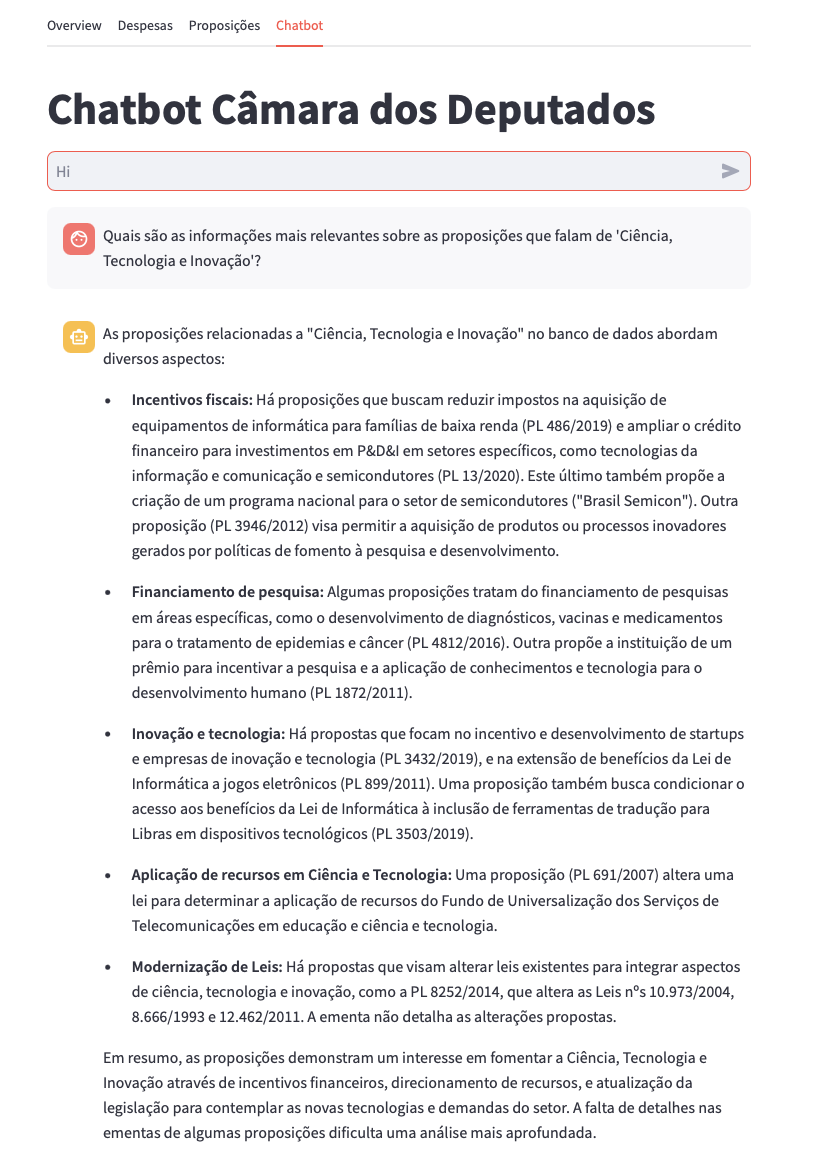 Overview Despesas Proposições Chatbot
Chatbot Câmara dos Deputados
Hi
Quais são as informações mais relevantes sobre as proposições que falam de 'Ciência,
Tecnologia e Inovação'?
As proposições relacionadas a "Ciência, Tecnologia e Inovação" no banco de dados abordam
diversos aspectos:
• Incentivos fiscais: Há proposições que buscam reduzir impostos na aquisição de
equipamentos de informática para famílias de baixa renda (PL 486/2019) e ampliar o crédito
financeiro para investimentos em P&D&I em setores específicos, como tecnologias da
informação e comunicação e semicondutores (PL 13/2020). Este último também propõe a
criação de um programa nacional para o setor de semicondutores ("Brasil Semicon"). Outra
proposição (PL 3946/2012) visa permitir a aquisição de produtos ou processos inovadores
gerados por políticas de fomento à pesquisa e desenvolvimento.
• Financiamento de pesquisa: Algumas proposições tratam do financiamento de pesquisas
em áreas específicas, como o desenvolvimento de diagnósticos, vacinas e medicamentos
para o tratamento de epidemias e câncer (PL 4812/2016). Outra propõe a instituição de um
prêmio para incentivar a pesquisa e a aplicação de conhecimentos e tecnologia para o
desenvolvimento humano (PL 1872/2011).
• Inovação e tecnologia: Há propostas que focam no incentivo e desenvolvimento de startups
e empresas de inovação e tecnologia (PL 3432/2019), e na extensão de benefícios da Lei de
Informática a jogos eletrônicos (PL 899/2011). Uma proposição também busca condicionar o
acesso aos benefícios da Lei de Informática à inclusão de ferramentas de tradução para
Libras em dispositivos tecnológicos (PL 3503/2019).
• Aplicação de recursos em Ciência e Tecnologia: Uma proposição (PL 691/2007) altera uma
lei para determinar a aplicação de recursos do Fundo de Universalização dos Serviços de
Telecomunicações em educação e ciência e tecnologia.
• Modernização de Leis: Há propostas que visam alterar leis existentes para integrar aspectos
de ciência, tecnologia e inovação, como a PL 8252/2014, que altera as Leis nºs 10.973/2004,
8.666/1993 e 12.462/2011. A ementa não detalha as alterações propostas.
Em resumo, as proposições demonstram um interesse em fomentar a Ciência, Tecnologia e
Inovação através de incentivos financeiros, direcionamento de recursos, e atualização da
legislação para contemplar as novas tecnologias e demandas do setor. A falta de detalhes nas
ementas de algumas proposições dificulta uma análise mais aprofundada.